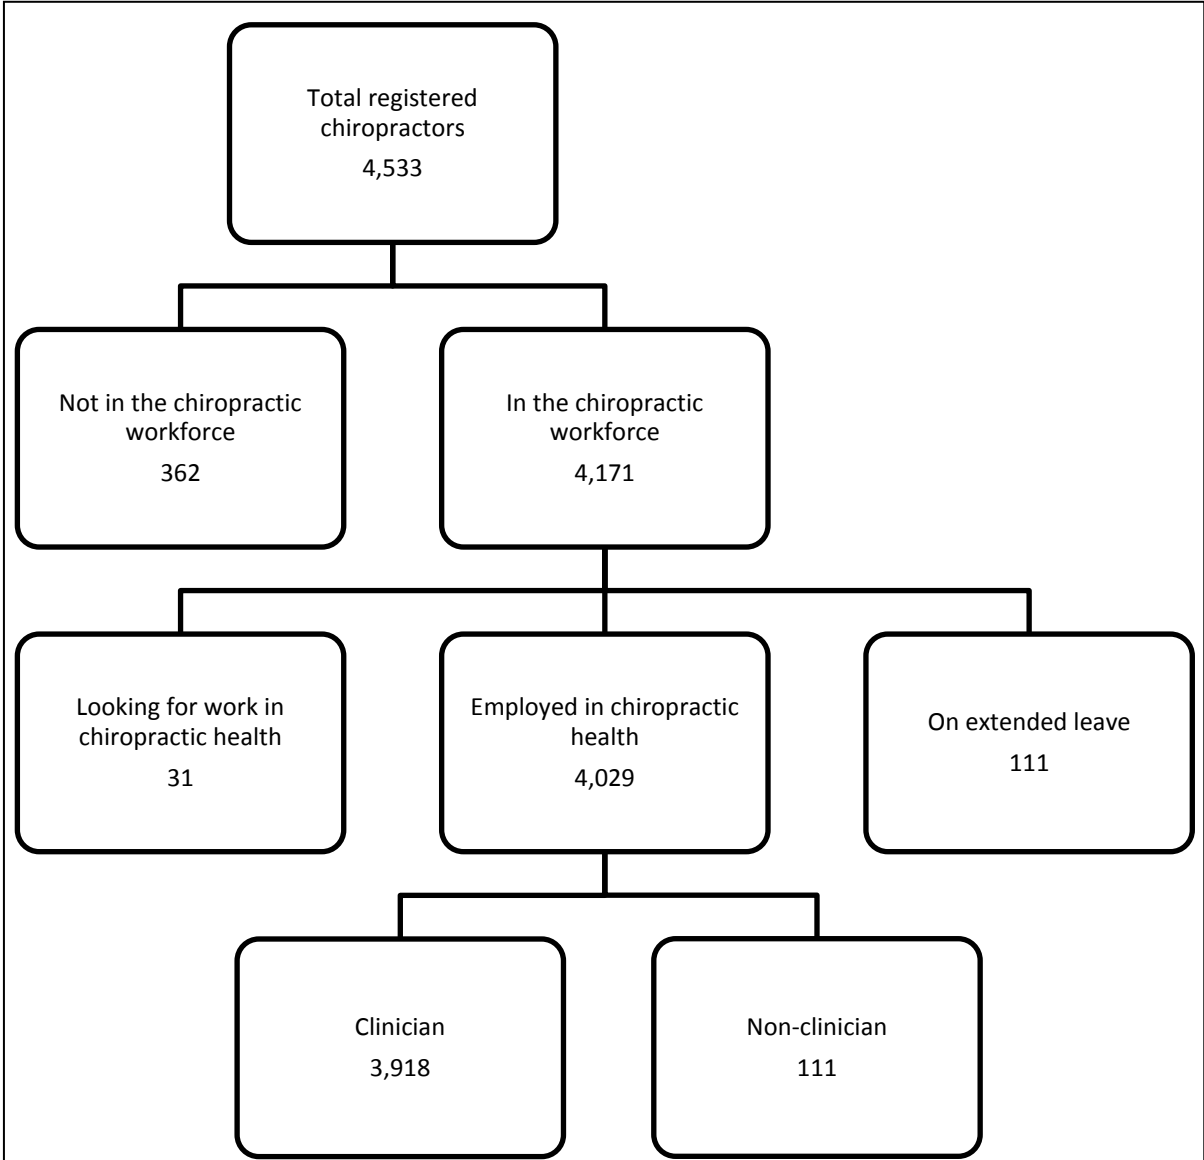 Total registered
chiropractors
4,533
Not in the chiropractic
workforce
362
In the chiropractic
workforce
4,171
Looking for work in
chiropractic health
31
Employed in chiropractic
health
4,029
On extended leave
111
Clinician
3,918
Non-clinician
111